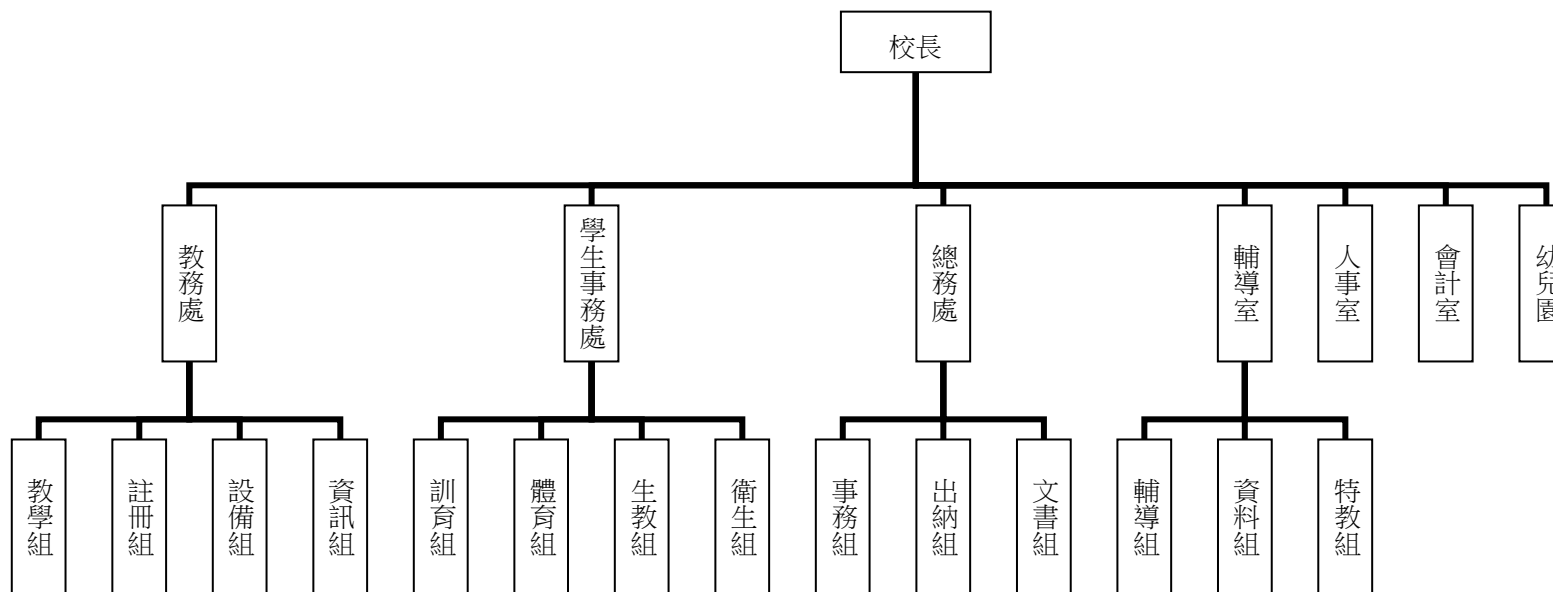 校長
教務處
學生事務處
總務處
輔導室
人事室
會計室
幼兒園
教學組
註冊組
設備組
資訊組
訓育組
體育組
生教組
衛生組
事務組
出納組
文書組
輔導組
資料組
特教組